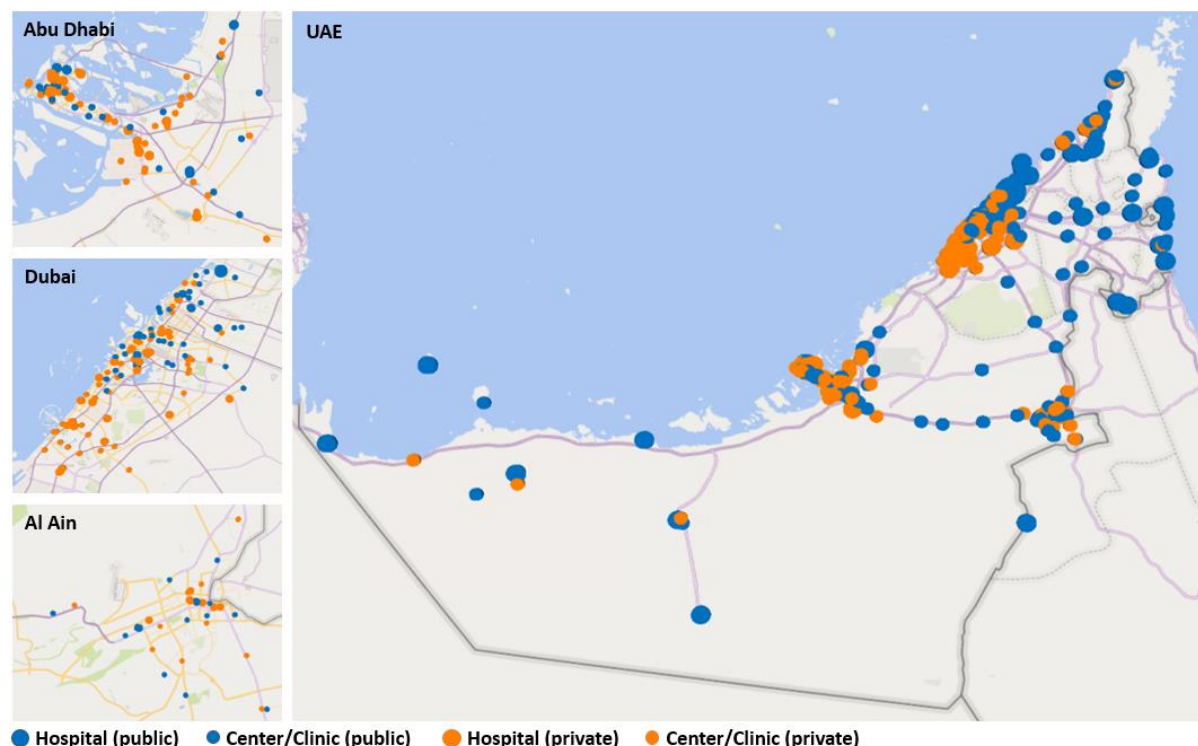 Abu Dhabi
UAE
Dubai
Al Ain
Hospital (public) Center/Clinic (public) Hospital (private) Center/Clinic (private)